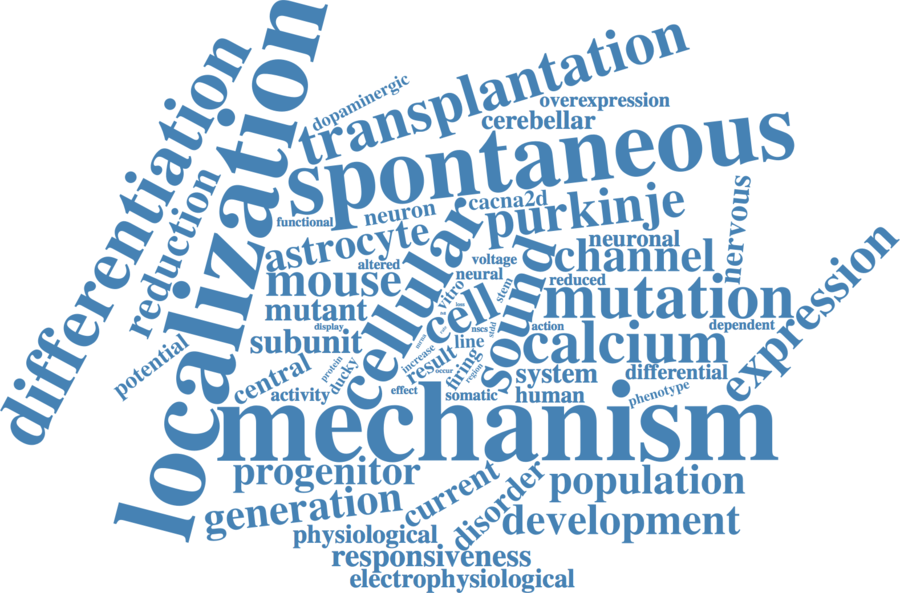 differentiation
localization
reduction
potential
dopaminergic
transplantation
overexpression
cerebellar
spontaneous
functional
neuron
cacna2d
purkinje
nervous
astrocyte
cellular
neuronal
altered
voltage
channel
mouse
neural
reduced
expression
vitro
stem
mutation
mutant
cell
sound
display
nscs
action
dependent
subunit
line
calcium
increase
result
firing
region
occur
protein
ducky
system
differential
central
activity
effect
somatic
human
phenotype
mechanism
progenitor
current
disorder
population
generation
development
physiological
responsiveness
electrophysiological